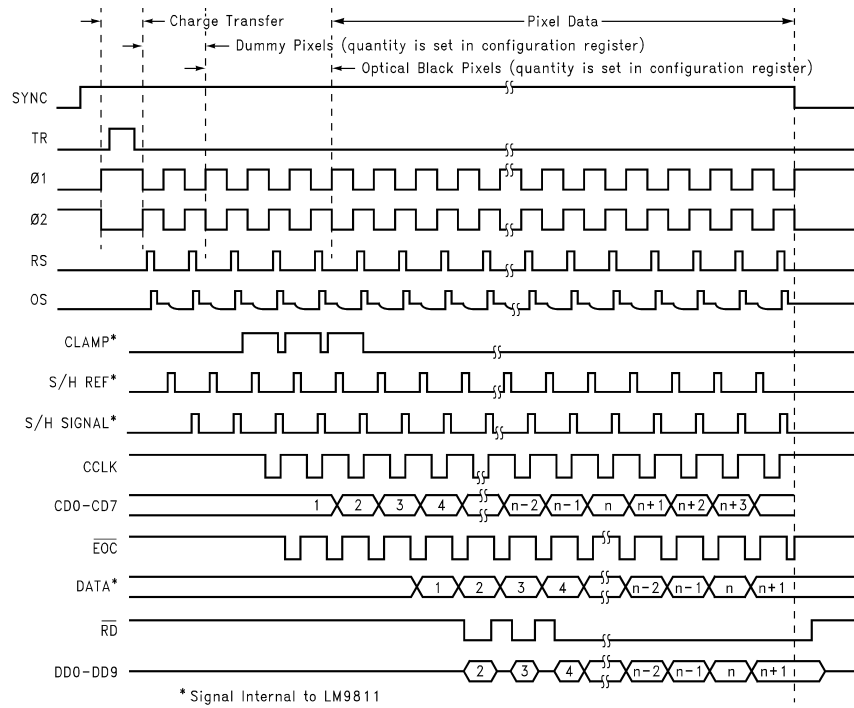 Charge Transfer
Pixel Data
Dummy Pixels (quantity is set in configuration register)
Optical Black Pixels (quantity is set in configuration register)
SYNC
TR
Ø1
Ø2
RS
OS
CLAMP*
S/H REF*
S/H SIGNAL*
CCLK
CD0-CD7 1 2 3 4 n-2 n-1 n n+1 n+2 n+3
EOC
DATA* 1 2 3 4 n-2 n-1 n n+1
RD
DD0-DD9 2 3 4 n-2 n-1 n n+1
* Signal Internal to LM9811